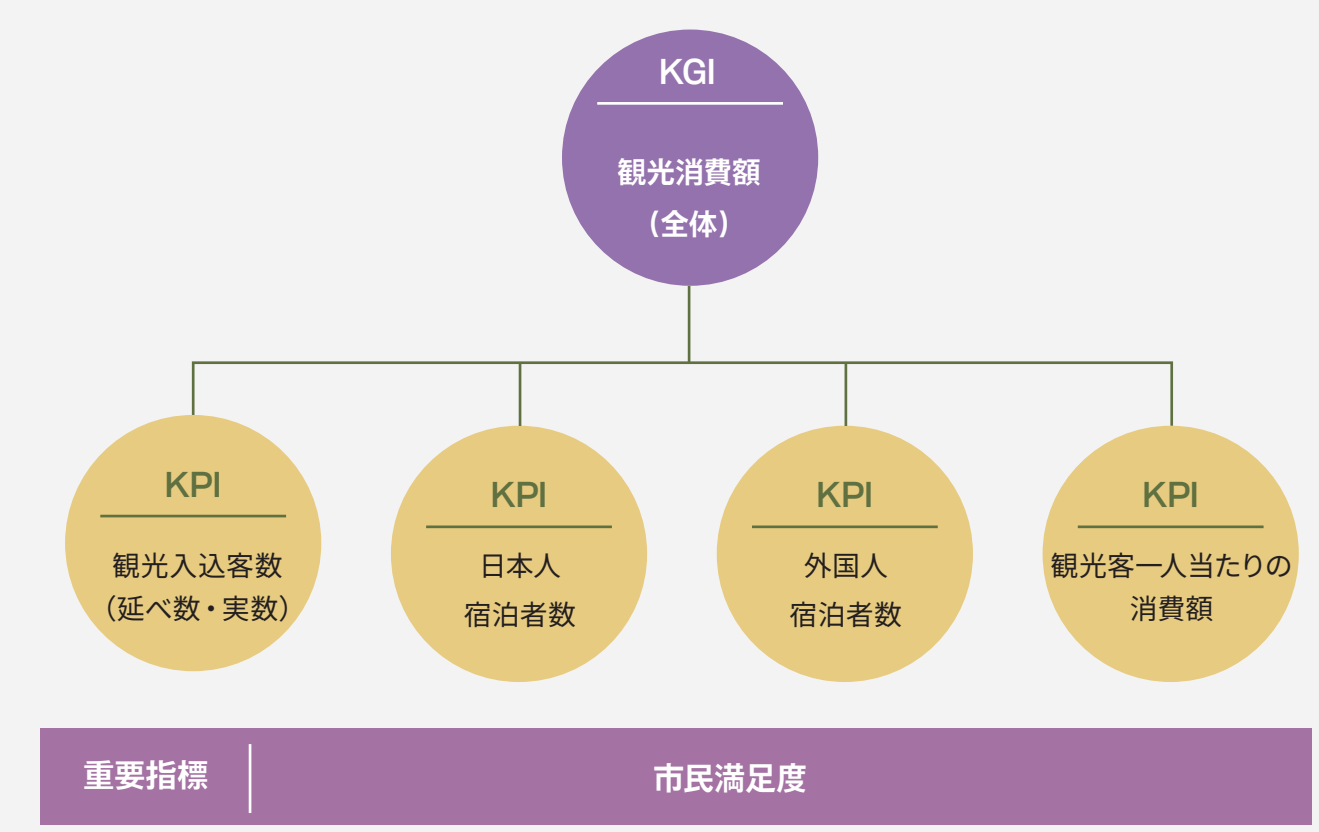 KGI
観光消費額
（全体）
KPI
観光入込客数
（延べ数・実数）
KPI
日本人
宿泊者数
KPI
外国人
宿泊者数
KPI
観光客一人当たりの
消費額
重要指標
市民満足度